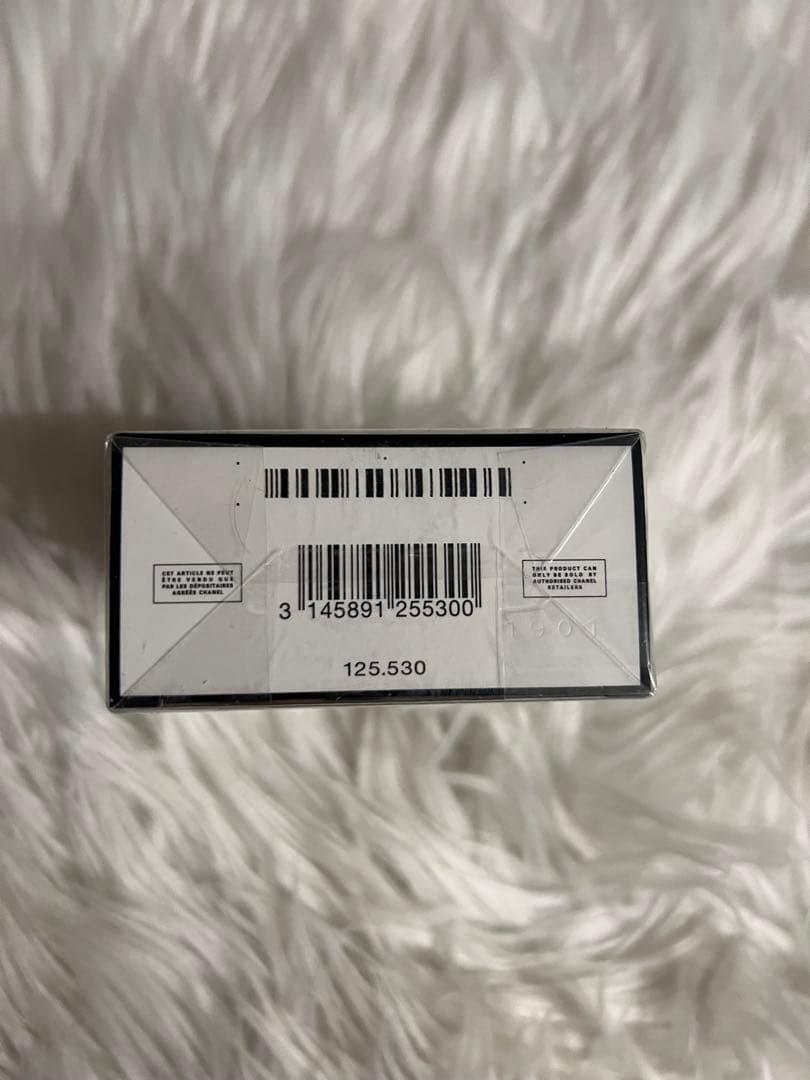 CET ARTICLE NE PEUT
ÊTRE VENDU QUE
PAR LES DÉPOSITAIRES
AGRÉÉS CHANEL
THIS PRODUCT CAN
ONLY BE SOLD BY
AUTHORISED CHANEL
RETAILERS
3 145891 255300
1901
125.530